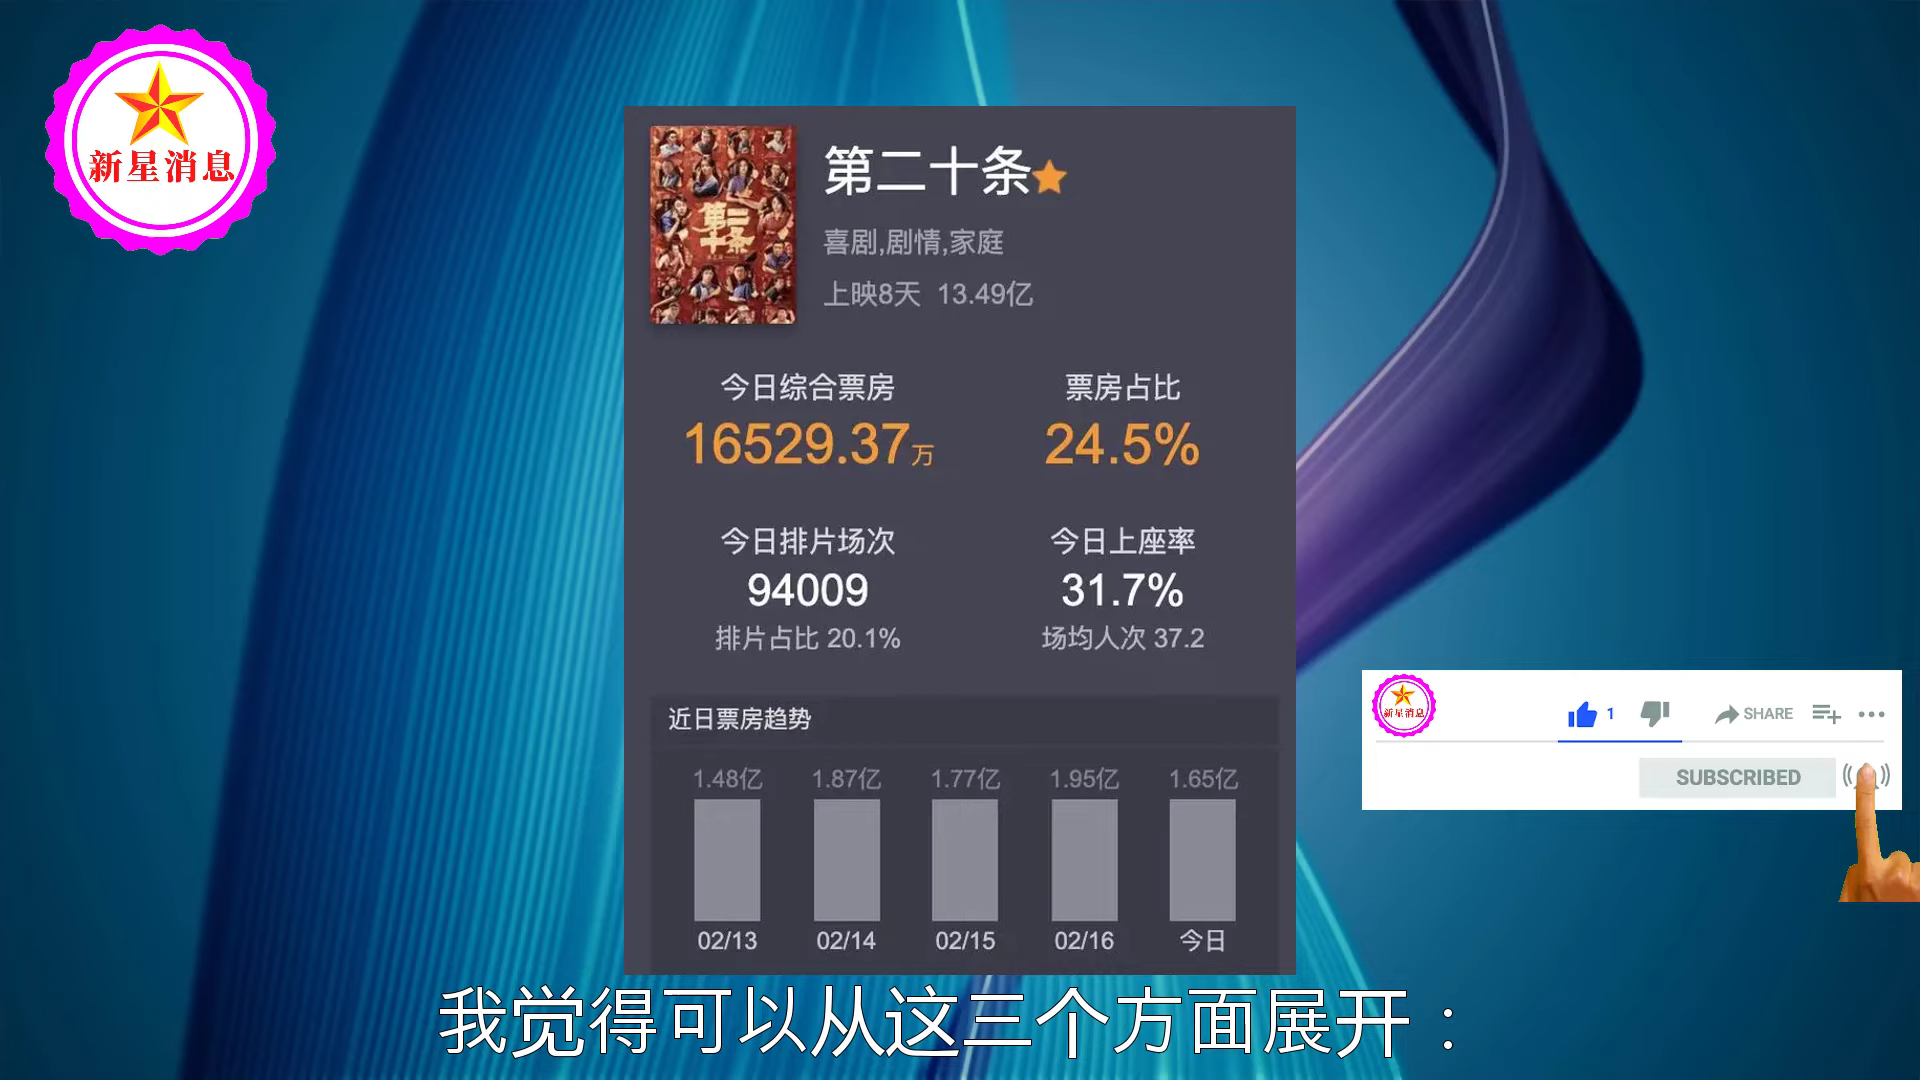 新星消息
第二十条
第二十条
喜剧,剧情,家庭
上映8天 13.49亿
今日综合票房
票房占比
16529.37万
24.5%
今日排片场次
今日上座率
94009
31.7%
排片占比 20.1%
场均人次 37.2
新星消息
1
SHARE
SUBSCRIBED
近日票房趋势
1.48亿
1.87亿
1.77亿
1.95亿
1.65亿
02/13
02/14
02/15
02/16
今日
我觉得可以从这三个方面展开：